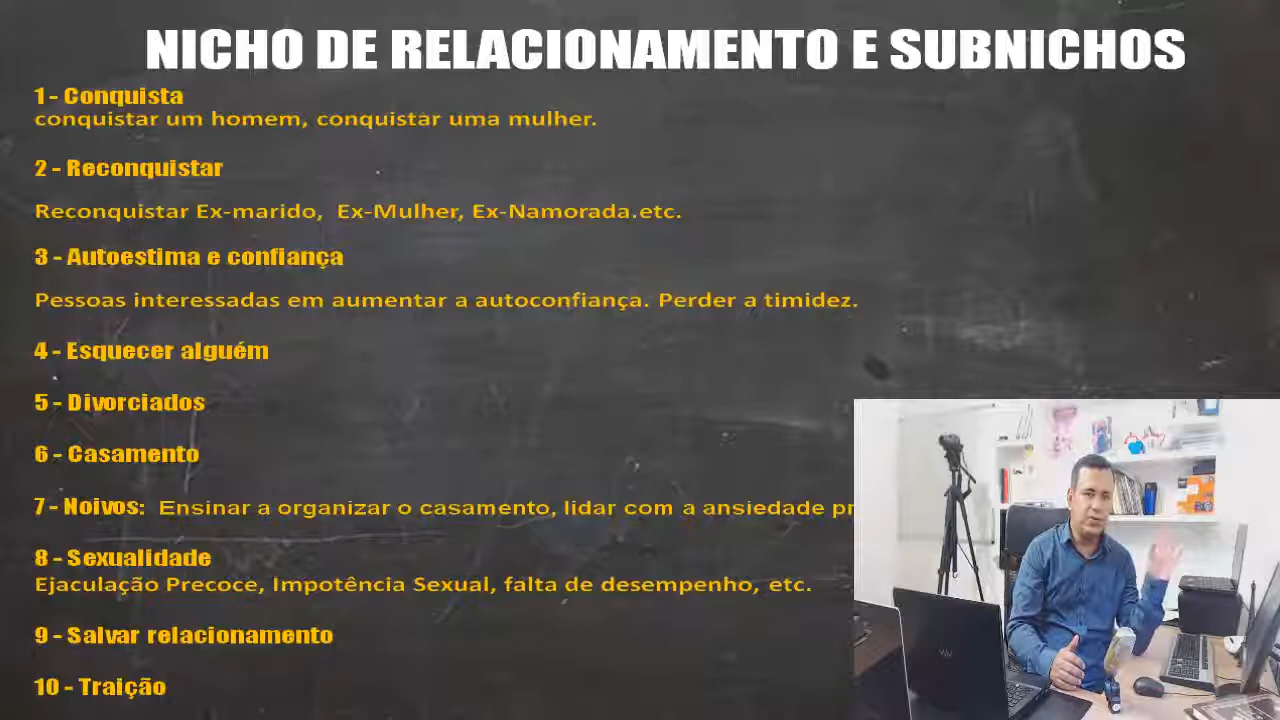 NICHO DE RELACIONAMENTO E SUBNICHOS
1 - Conquista
conquistar um homem, conquistar uma mulher.
2 - Reconquistar
Reconquistar Ex-marido, Ex-Mulher, Ex-Namorada.etc.
3 - Autoestima e confiança
Pessoas interessadas em aumentar a autoconfiança. Perder a timidez.
4 - Esquecer alguém
5 - Divorciados
6 - Casamento
7 - Noivos: Ensinar a organizar o casamento, lidar com a ansiedade
8 - Sexualidade
Ejaculação Precoce, Impotência Sexual, falta de desempenho, etc.
9 - Salvar relacionamento
10 - Traição